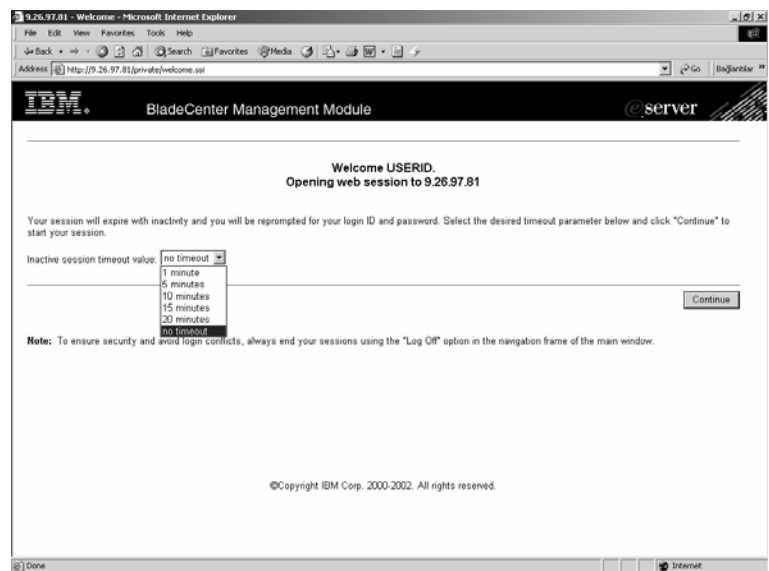 9.26.97.81 - Welcome - Microsoft Internet Explorer
File Edit View Favorites Tools Help
Back Search Favorites Media
Address http://9.26.97.81/private/welcome.ssi Go Bağlantılar »
IBM. BladeCenter Management Module @server
Welcome USERID.
Opening web session to 9.26.97.81
Your session will expire with inactivity and you will be reprompted for your login ID and password. Select the desired timeout parameter below and click "Continue" to
start your session.
Inactive session timeout value: no timeout
1 minute
5 minutes
10 minutes
15 minutes
20 minutes
no timeout
Continue
Note: To ensure security and avoid login conflicts, always end your sessions using the "Log Off" option in the navigation frame of the main window.
©Copyright IBM Corp. 2000-2002. All rights reserved.
Done Internet